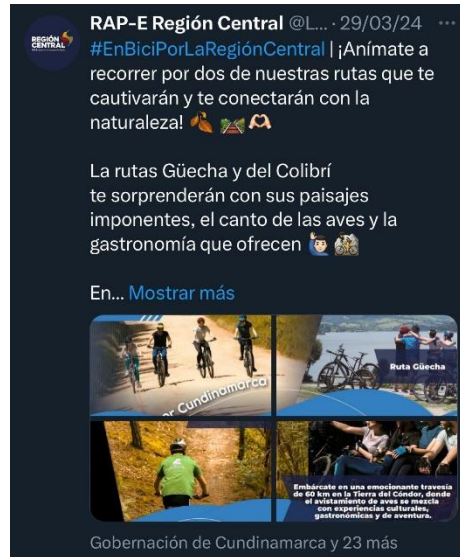 REGIÓN
CENTRAL
RAP-E Región Central @L... · 29/03/24 ···
#EnBiciPorLaRegiónCentral | ¡Anímate a
recorrer por dos de nuestras rutas que te
cautivarán y te conectarán con la
naturaleza! 🍂 🛤️ 🫶🏻
La rutas Güecha y del Colibrí
te sorprenderán con sus paisajes
imponentes, el canto de las aves y la
gastronomía que ofrecen 🙋🏻‍♂️ 🚵🏻
En... Mostrar más
or Cundinamarca
Ruta Güecha
Embárcate en una emocionante travesía
de 60 km en la Tierra del Cóndor, donde
el avistamiento de aves se mezcla
con experiencias culturales,
gastronómicas y de aventura.
Gobernación de Cundinamarca y 23 más